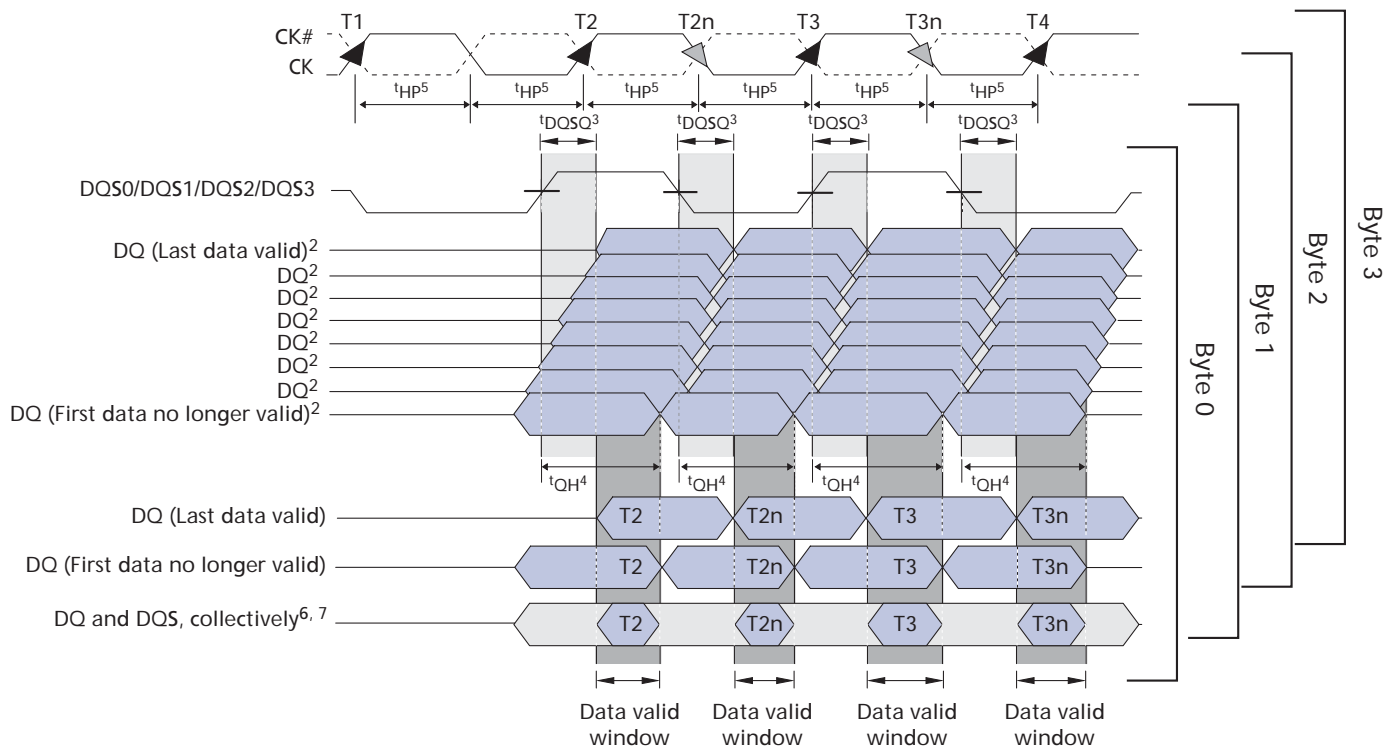 T1 T2 T2n T3 T3n T4
CK#
CK
tHP5 tHP5 tHP5 tHP5 tHP5 tHP5
tDQSQ3 tDQSQ3 tDQSQ3 tDQSQ3
DQS0/DQS1/DQS2/DQS3
DQ (Last data valid)2
DQ2
DQ2
DQ2
DQ2
DQ2
DQ2
DQ (First data no longer valid)2
tQH4 tQH4 tQH4 tQH4
DQ (Last data valid) T2 T2n T3 T3n
DQ (First data no longer valid) T2 T2n T3 T3n
DQ and DQS, collectively6, 7 T2 T2n T3 T3n
Data valid window
Data valid window
Data valid window
Data valid window
Byte 0
Byte 1
Byte 2
Byte 3